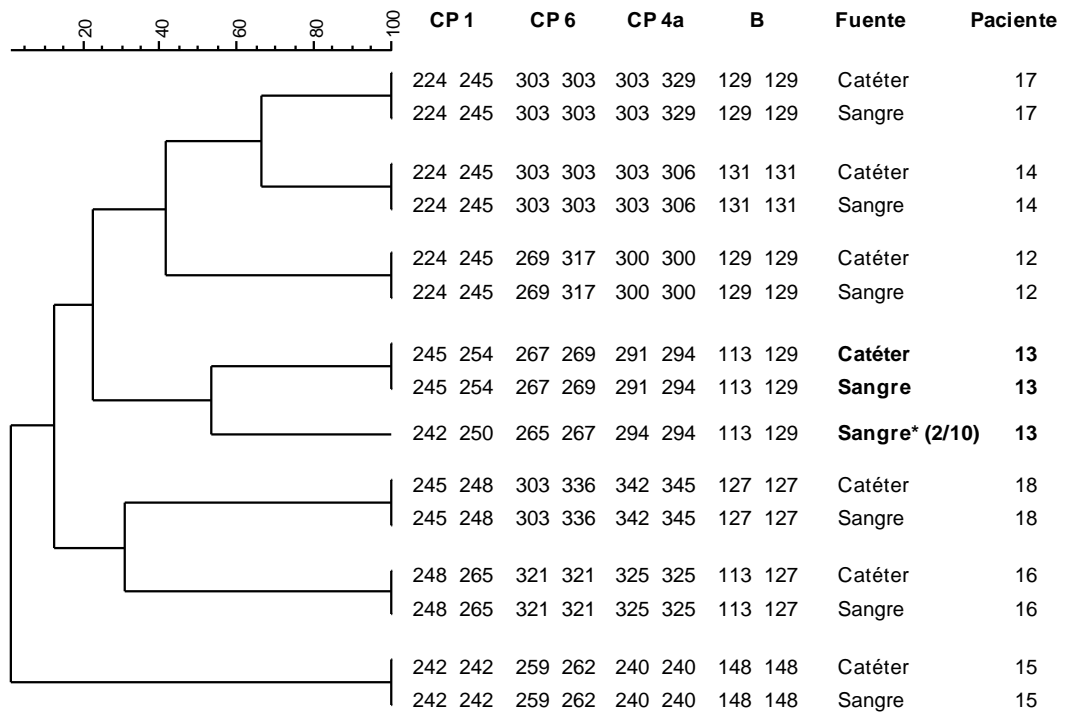 20 40 60 80 100 CP 1 CP 6 CP 4a B Fuente Paciente
224 245 303 303 303 329 129 129 Catéter 17
224 245 303 303 303 329 129 129 Sangre 17
224 245 303 303 303 306 131 131 Catéter 14
224 245 303 303 303 306 131 131 Sangre 14
224 245 269 317 300 300 129 129 Catéter 12
224 245 269 317 300 300 129 129 Sangre 12
245 254 267 269 291 294 113 129 Catéter 13
245 254 267 269 291 294 113 129 Sangre 13
242 250 265 267 294 294 113 129 Sangre* (2/10) 13
245 248 303 336 342 345 127 127 Catéter 18
245 248 303 336 342 345 127 127 Sangre 18
248 265 321 321 325 325 113 127 Catéter 16
248 265 321 321 325 325 113 127 Sangre 16
242 242 259 262 240 240 148 148 Catéter 15
242 242 259 262 240 240 148 148 Sangre 15